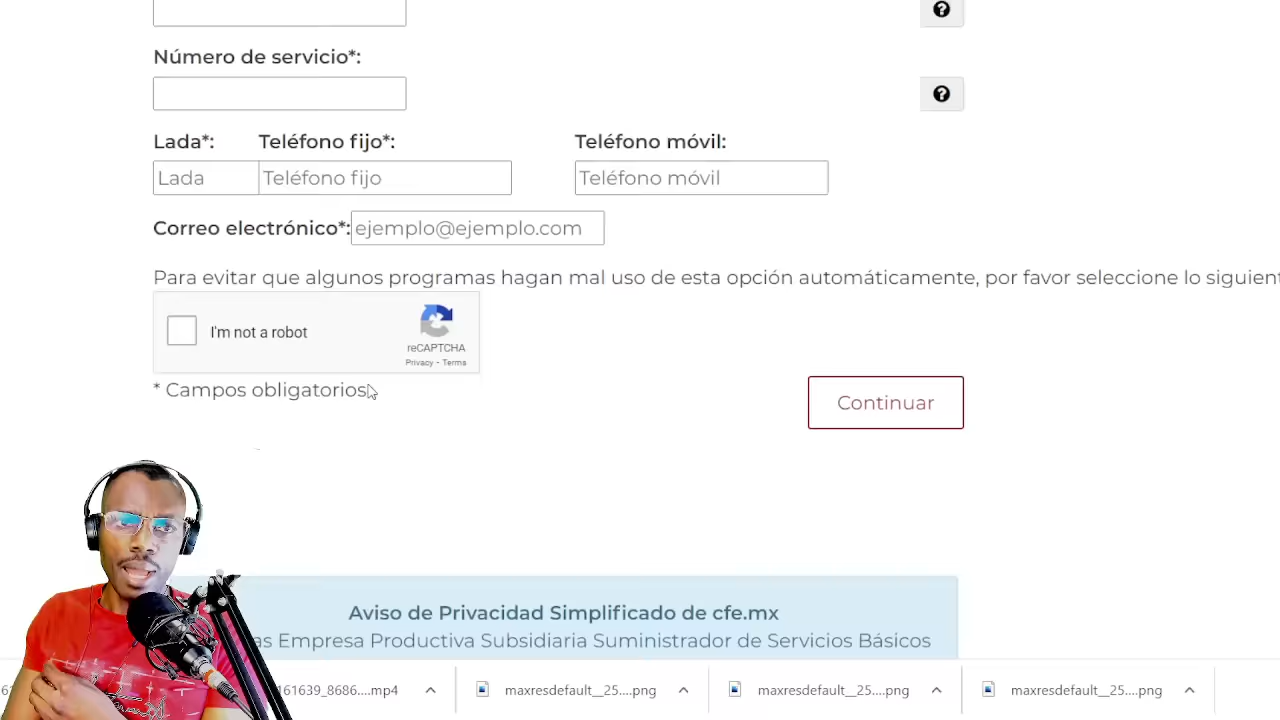 Número de servicio*:
Lada*: Teléfono fijo*: Teléfono móvil:
Lada Teléfono fijo Teléfono móvil
Correo electrónico*: ejemplo@ejemplo.com
Para evitar que algunos programas hagan mal uso de esta opción automáticamente, por favor seleccione lo siguient
I'm not a robot
reCAPTCHA
Privacy - Terms
* Campos obligatorios
Continuar
Aviso de Privacidad Simplificado de cfe.mx
as Empresa Productiva Subsidiaria Suministrador de Servicios Básicos
161639_8686....mp4 maxresdefault__25....png maxresdefault__25....png maxresdefault__25....png